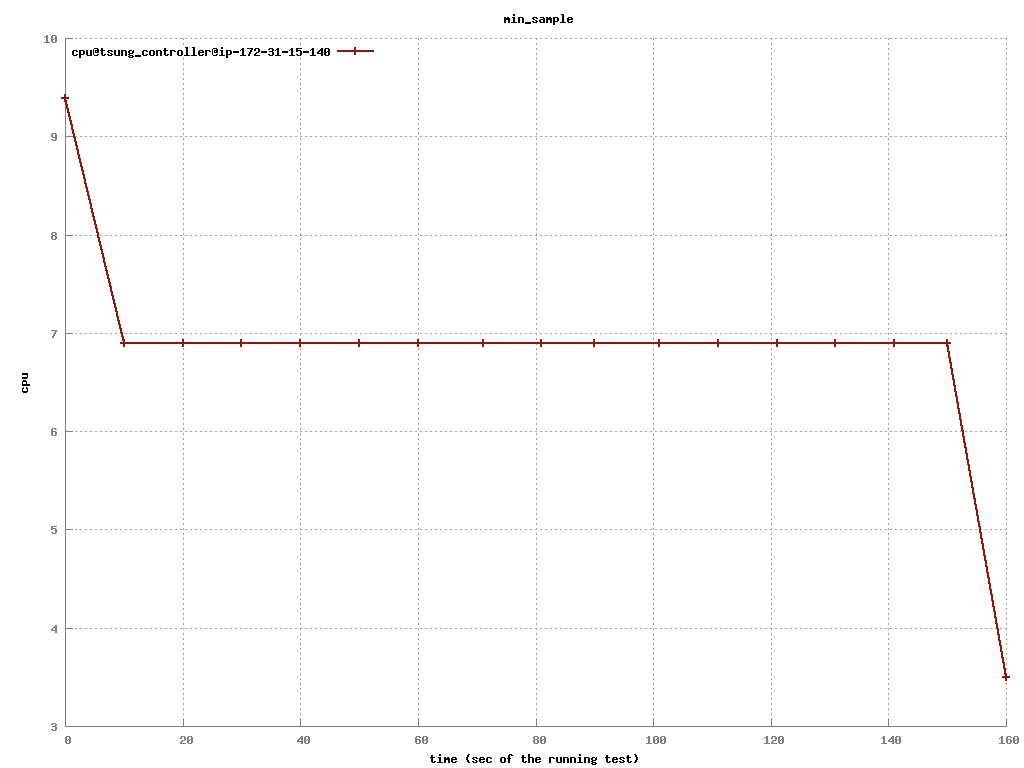 min_sample
cpu@tsung_controller@ip-172-31-15-140
10
9
8
7
6
5
4
3
cpu
0 20 40 60 80 100 120 140 160
time (sec of the running test)